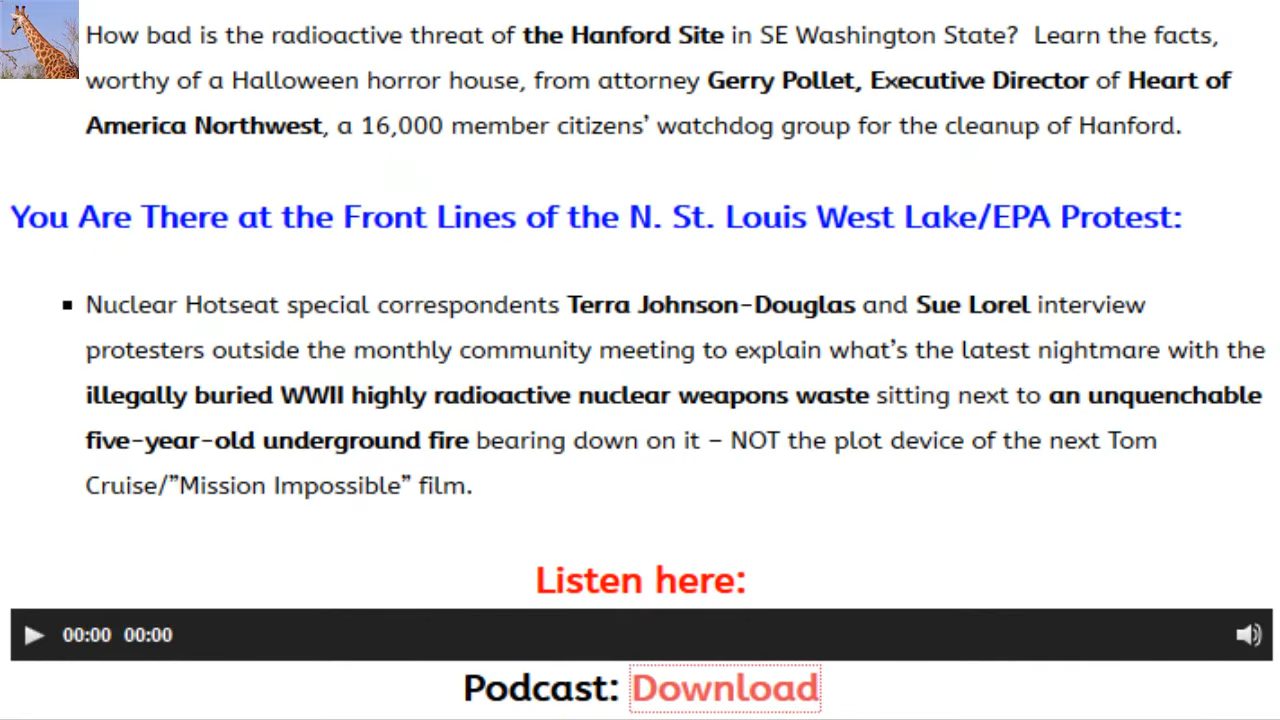 How bad is the radioactive threat of the Hanford Site in SE Washington State?  Learn the facts,
worthy of a Halloween horror house, from attorney Gerry Pollet, Executive Director of Heart of
America Northwest, a 16,000 member citizens’ watchdog group for the cleanup of Hanford.
You Are There at the Front Lines of the N. St. Louis West Lake/EPA Protest:
Nuclear Hotseat special correspondents Terra Johnson-Douglas and Sue Lorel interview
protesters outside the monthly community meeting to explain what’s the latest nightmare with the
illegally buried WWII highly radioactive nuclear weapons waste sitting next to an unquenchable
five-year-old underground fire bearing down on it – NOT the plot device of the next Tom
Cruise/”Mission Impossible” film.
Listen here:
00:00 00:00
Podcast: Download